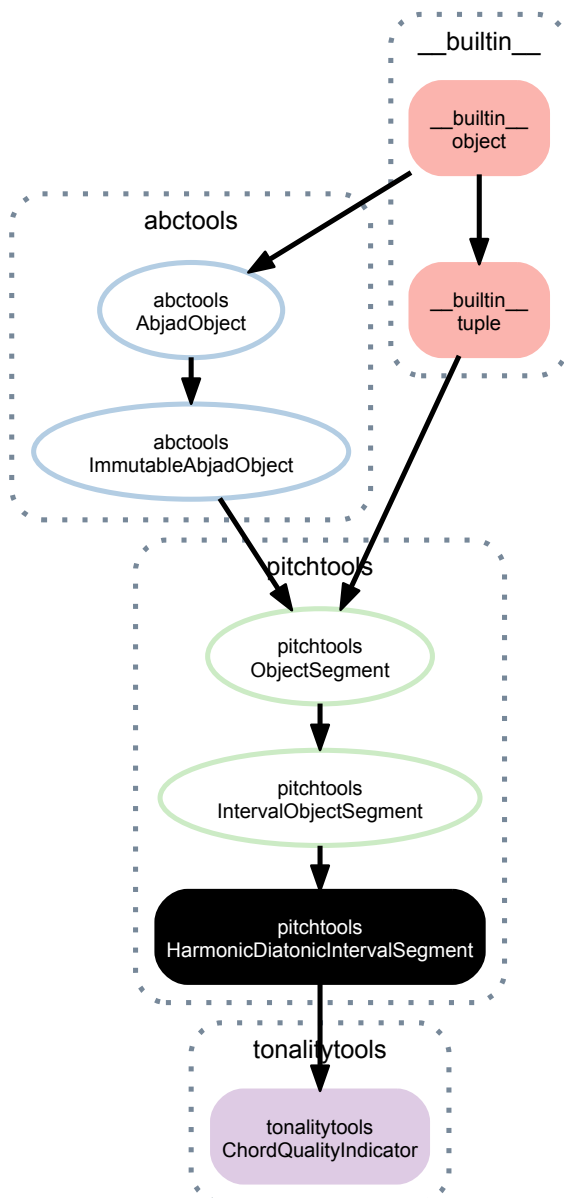 __builtin__
__builtin__
object
abctools
abctools
AbjadObject
__builtin__
tuple
abctools
ImmutableAbjadObject
pitchtools
pitchtools
ObjectSegment
pitchtools
IntervalObjectSegment
pitchtools
HarmonicDiatonicIntervalSegment
tonalitytools
tonalitytools
ChordQualityIndicator